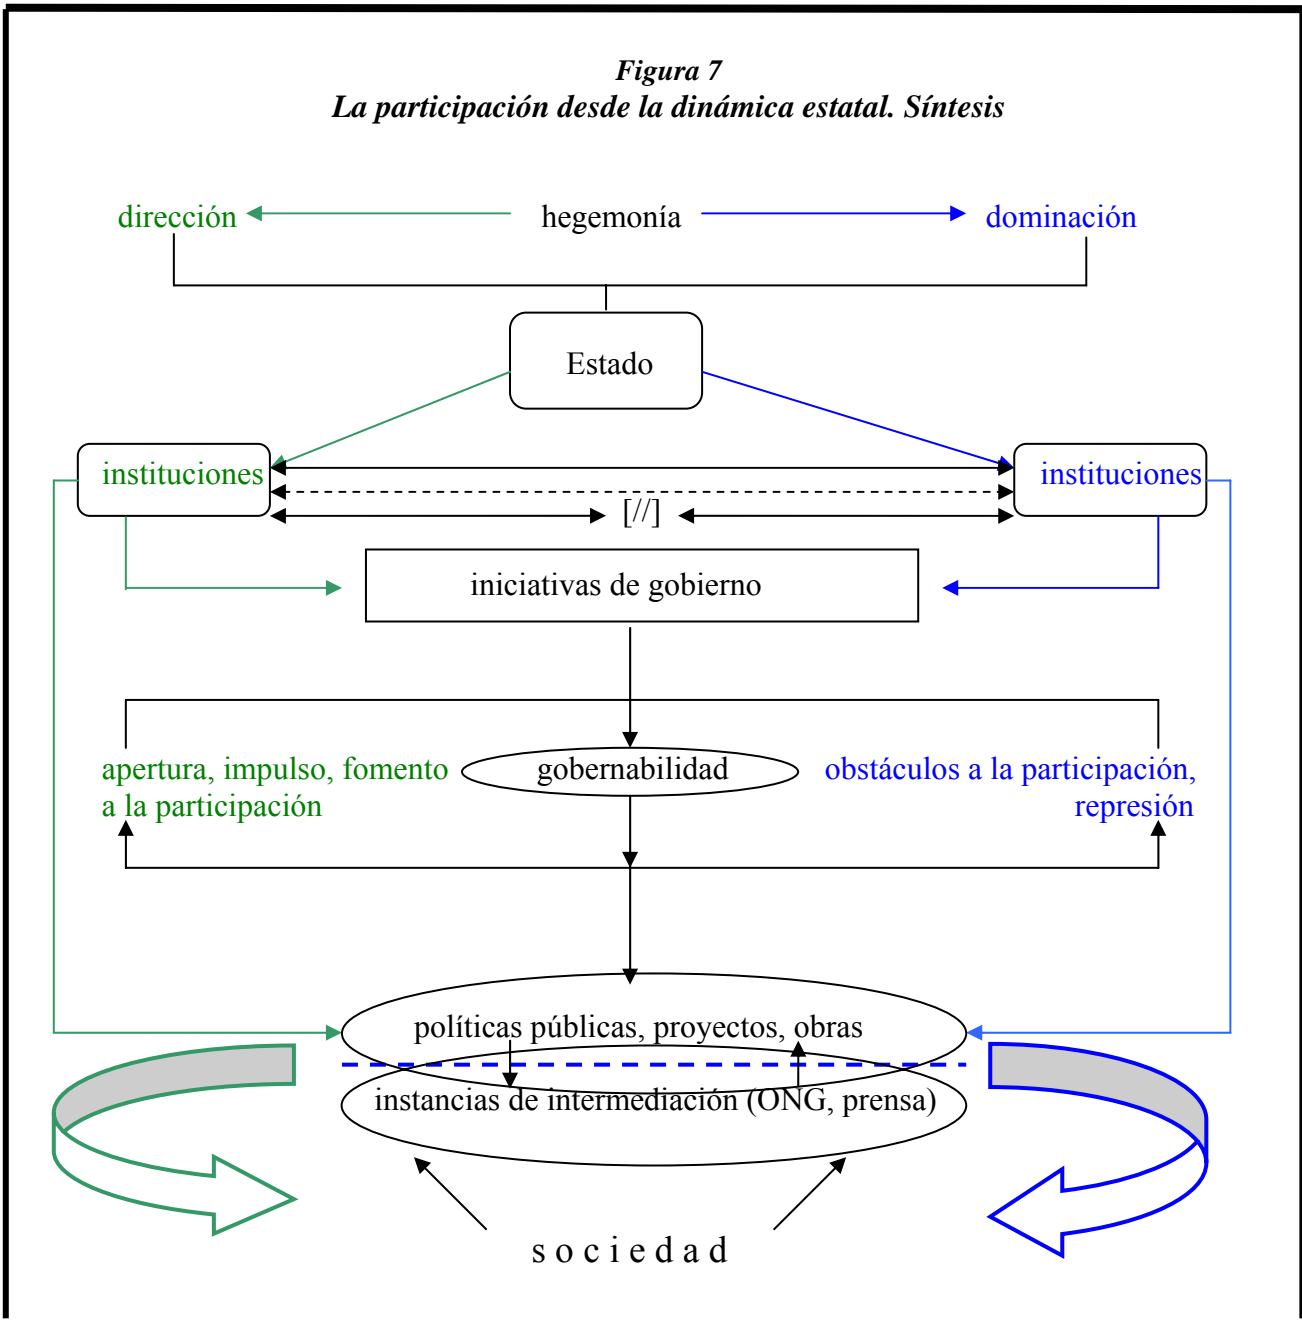 Figura 7
La participación desde la dinámica estatal. Síntesis
dirección
hegemonía
dominación
Estado
instituciones
instituciones
[//]
iniciativas de gobierno
apertura, impulso, fomento
a la participación
gobernabilidad
obstáculos a la participación,
represión
políticas públicas, proyectos, obras
instancias de intermediación (ONG, prensa)
s o c i e d a d